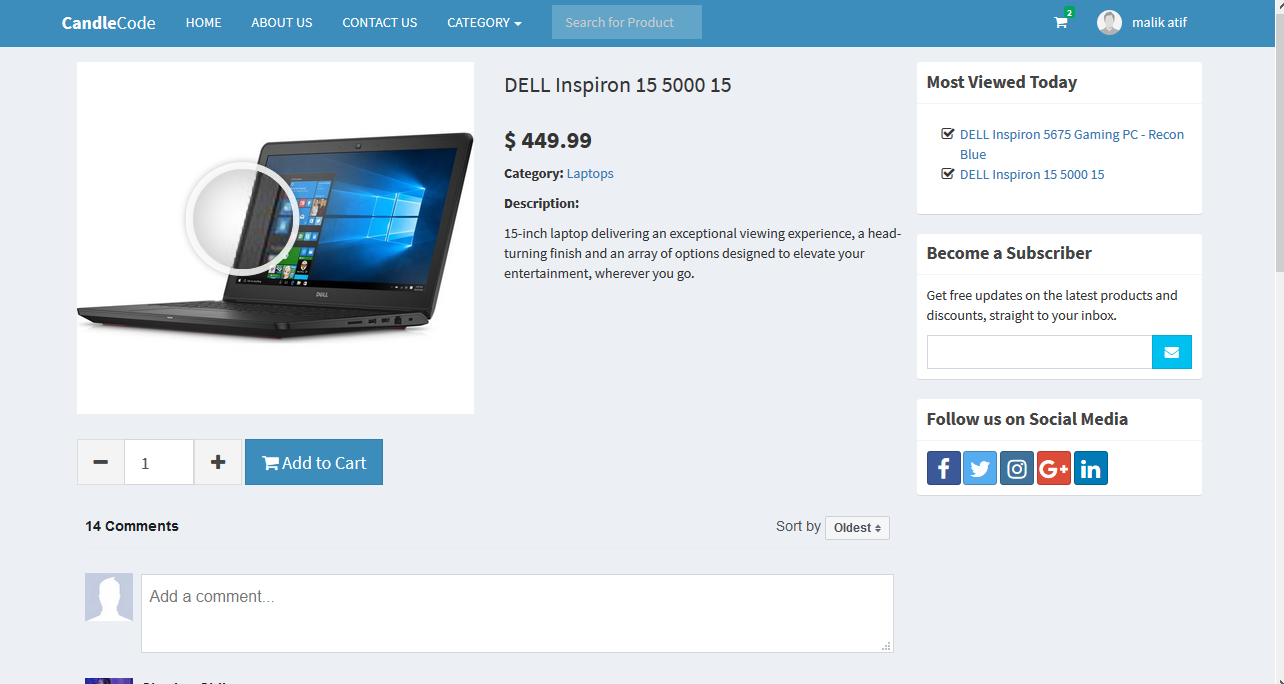 CandleCode HOME ABOUT US CONTACT US CATEGORY Search for Product 2 malik atif
DELL Inspiron 15 5000 15
$ 449.99
Category: Laptops
Description:
15-inch laptop delivering an exceptional viewing experience, a head-
turning finish and an array of options designed to elevate your
entertainment, wherever you go.
DELL
1
Add to Cart
Most Viewed Today
DELL Inspiron 5675 Gaming PC - Recon
Blue
DELL Inspiron 15 5000 15
Become a Subscriber
Get free updates on the latest products and
discounts, straight to your inbox.
Follow us on Social Media
14 Comments
Sort by Oldest
Add a comment...